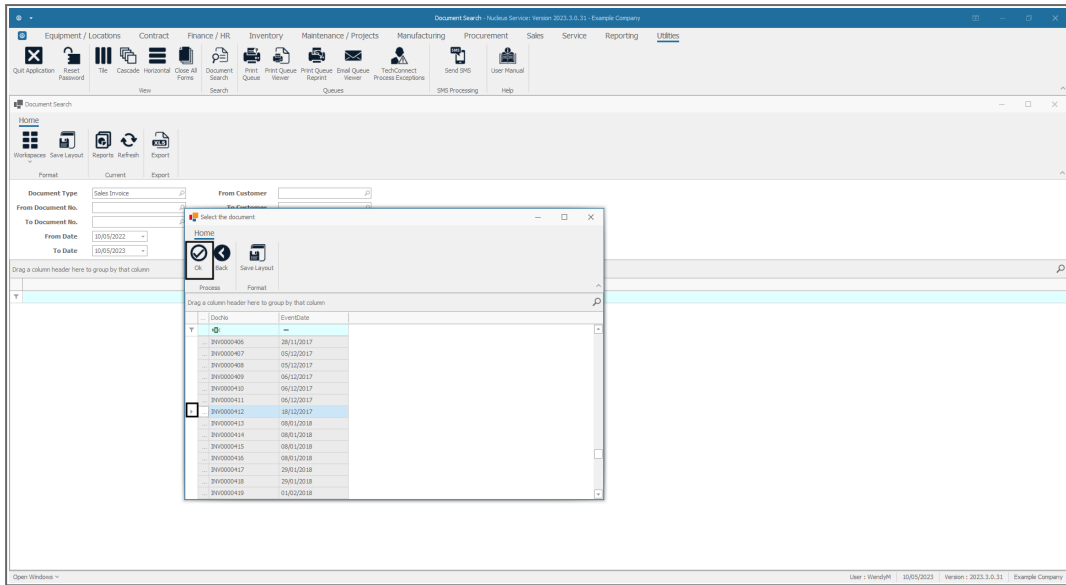 Document Search - Nucleus Service: Version 2023.3.0.31 - Example Company
Equipment / Locations Contract Finance / HR Inventory Maintenance / Projects Manufacturing Procurement Sales Service Reporting Utilities
Quit Application Reset Password Tile Cascade Horizontal Close All Forms Document Search Print Queue Print Queue Viewer Print Queue Reprint Email Queue Viewer TechConnect Process Exceptions Send SMS User Manual
View Search Queues SMS Processing Help
Document Search
Home
Workspaces Save Layout Reports Refresh Export
Format Current Export
Document Type Sales Invoice From Customer
From Document No. To Customer
To Document No.
From Date 10/05/2022
To Date 10/05/2023
Drag a column header here to group by that column
Select the document
Home
Ok Back Save Layout
Process Format
Drag a column header here to group by that column
... DocNo EventDate
... INV0000406 28/11/2017
... INV0000407 05/12/2017
... INV0000408 05/12/2017
... INV0000409 06/12/2017
... INV0000410 06/12/2017
... INV0000411 06/12/2017
... INV0000412 18/12/2017
... INV0000413 08/01/2018
... INV0000414 08/01/2018
... INV0000415 08/01/2018
... INV0000416 08/01/2018
... INV0000417 29/01/2018
... INV0000418 29/01/2018
... INV0000419 01/02/2018
Open Windows User : WendyM 10/05/2023 Version : 2023.3.0.31 Example Company